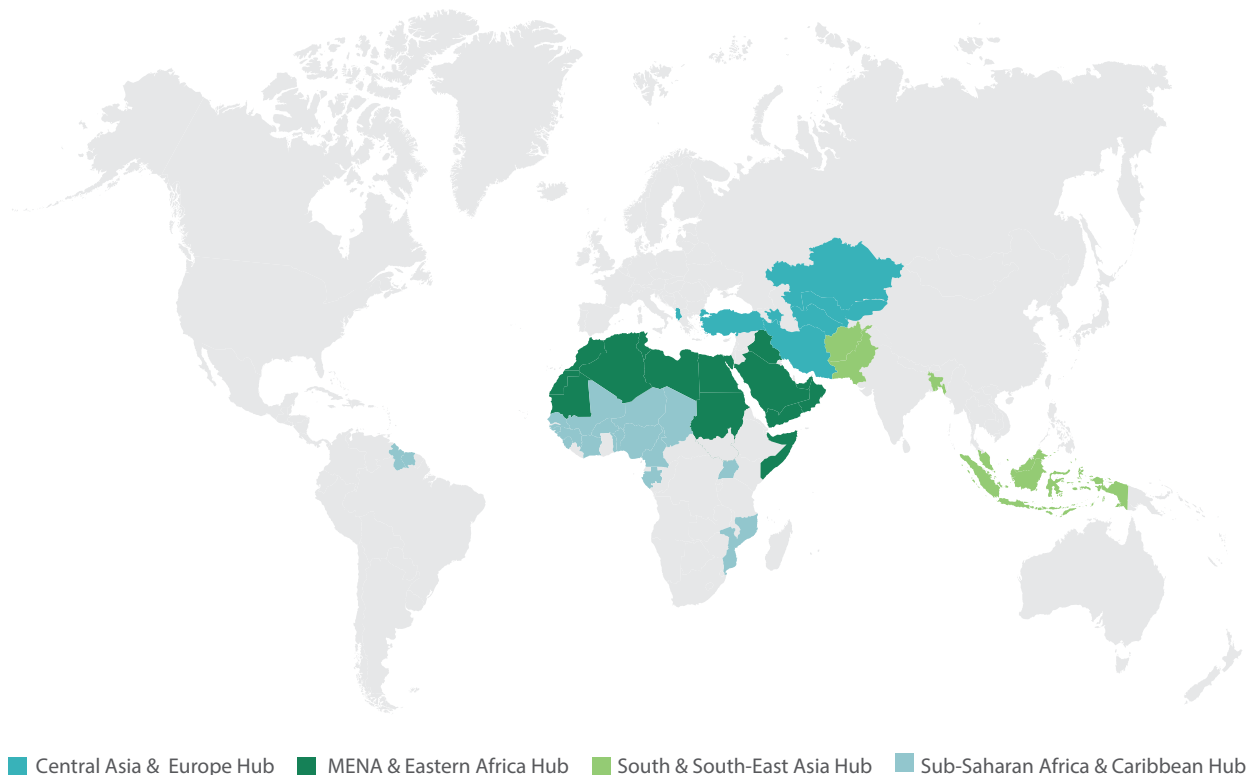 Central Asia & Europe Hub
MENA & Eastern Africa Hub
South & South-East Asia Hub
Sub-Saharan Africa & Caribbean Hub